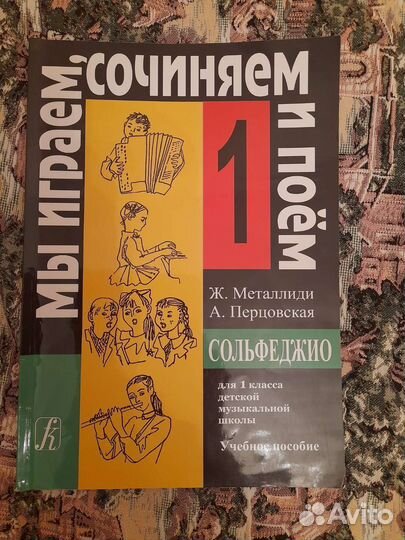 мы играем,
сочиняем
и поём
1
Ж. Металлиди
А. Перцовская
СОЛЬФЕДЖИО
для 1 класса
детской
музыкальной
школы
Учебное пособие
Avito